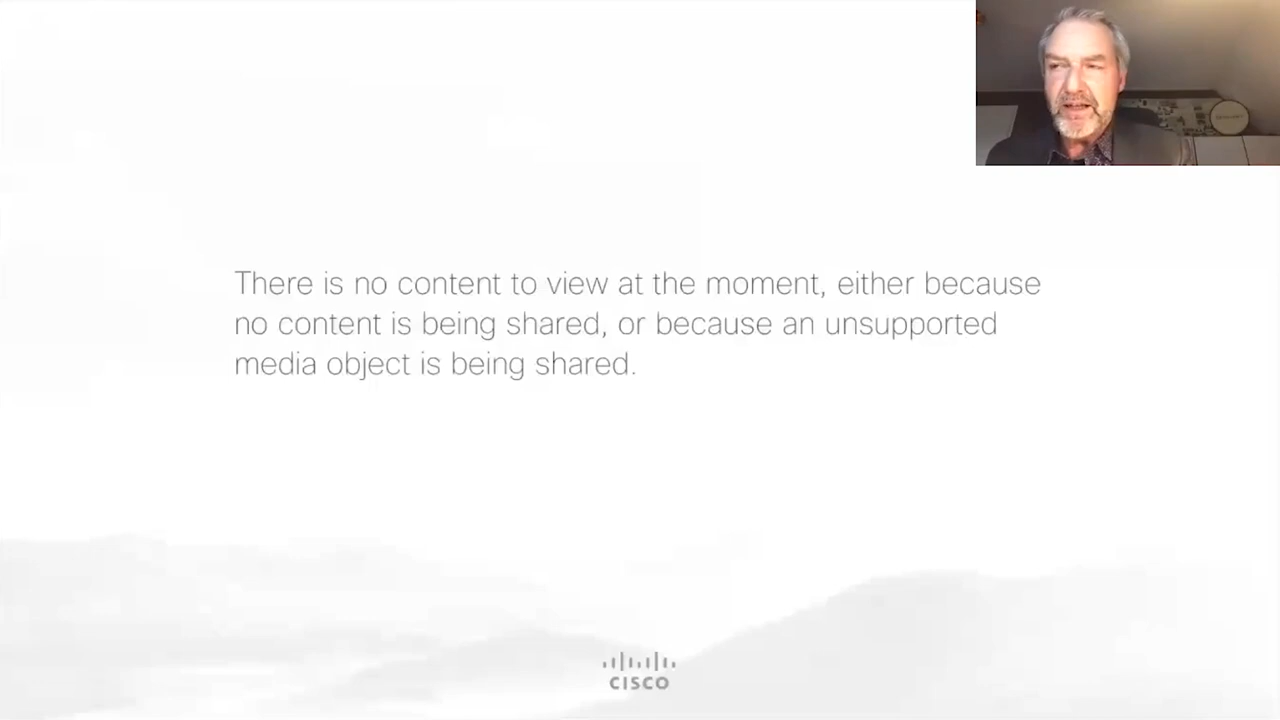 There is no content to view at the moment, either because
no content is being shared, or because an unsupported
media object is being shared.
CISCO